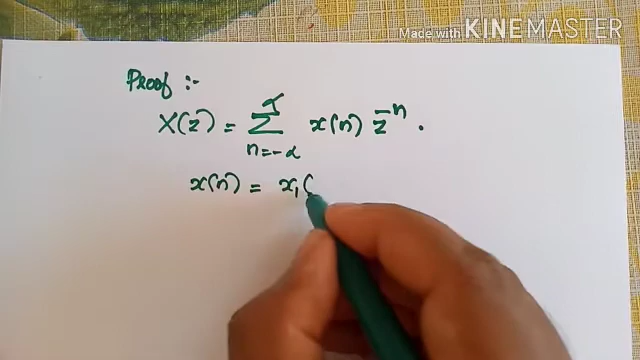 Made with KINEMASTER
Proof :-
X(z) = ∑ x(n) z^-n .
n=-∝
x(n) = x₁(